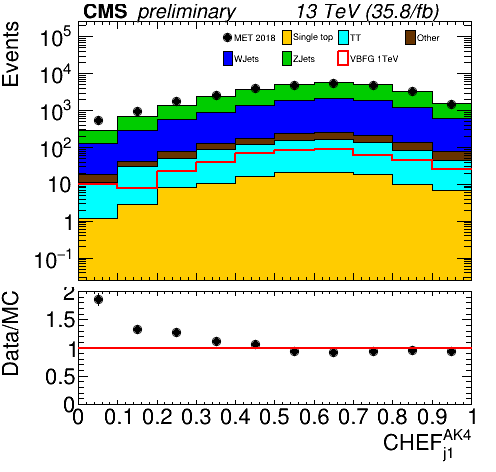 CMS preliminary 13 TeV (35.8/fb)
Events
MET 2018 Single top TT Other
WJets ZJets VBFG 1TeV
10^5
10^4
10^3
10^2
10
1
10^-1
Data/MC
2
1.5
1
0.5
0
0 0.1 0.2 0.3 0.4 0.5 0.6 0.7 0.8 0.9 1
CHEF^AK4_j1